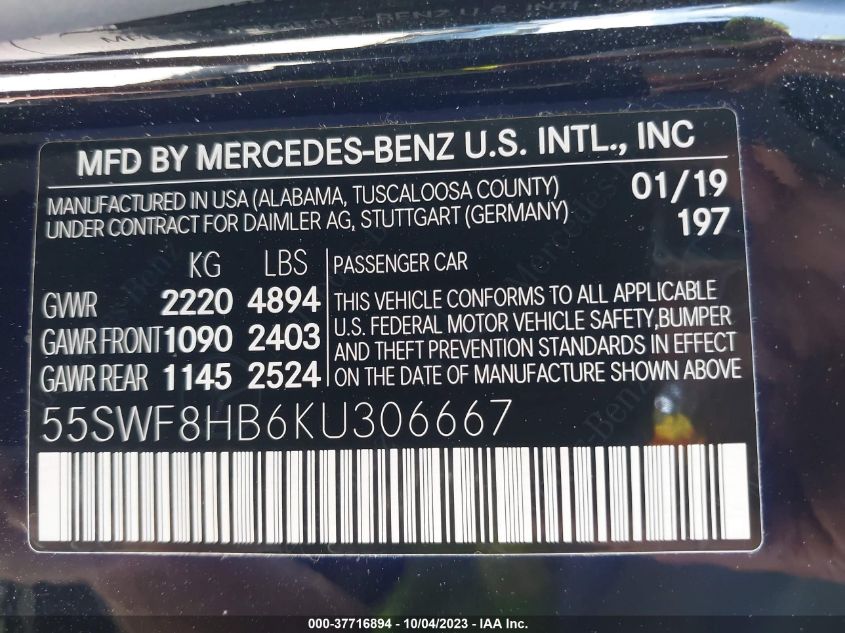 MFD BY MERCEDES-BENZ U.S. INTL., INC
MANUFACTURED IN USA (ALABAMA, TUSCALOOSA COUNTY) 01/19
UNDER CONTRACT FOR DAIMLER AG, STUTTGART (GERMANY) 197
KG LBS PASSENGER CAR
GVWR 2220 4894 THIS VEHICLE CONFORMS TO ALL APPLICABLE
GAWR FRONT 1090 2403 U.S. FEDERAL MOTOR VEHICLE SAFETY,BUMPER
AND THEFT PREVENTION STANDARDS IN EFFECT
GAWR REAR 1145 2524 ON THE DATE OF MANUFACTURE SHOWN ABOVE
55SWF8HB6KU306667
000-37716894 - 10/04/2023 - IAA Inc.